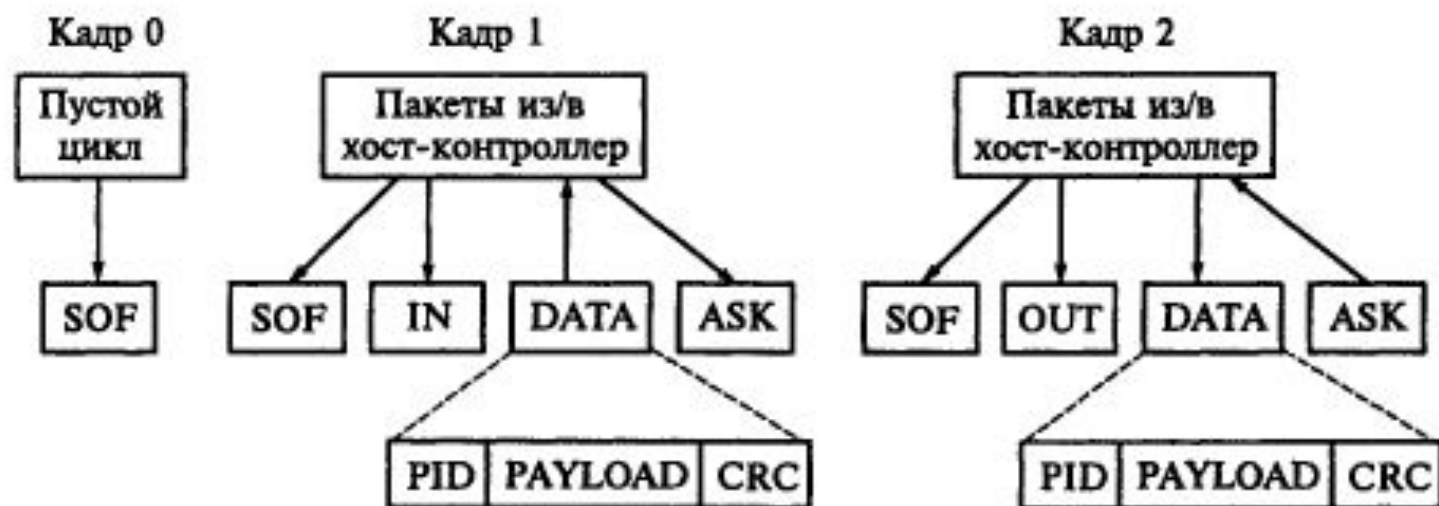 Кадр 0
Кадр 1
Кадр 2
Пустой
цикл
Пакеты из/в
хост-контроллер
Пакеты из/в
хост-контроллер
SOF
SOF
IN
DATA
ASK
SOF
OUT
DATA
ASK
PID
PAYLOAD
CRC
PID
PAYLOAD
CRC